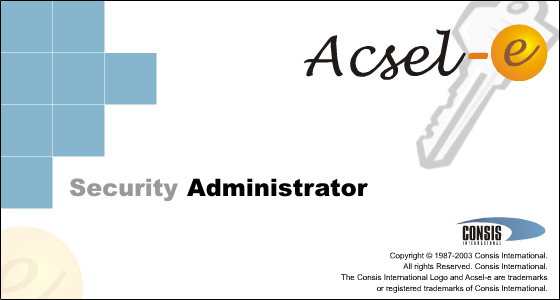 Acsel-e
Security Administrator
CONSIS
INTERNATIONAL
Copyright © 1987-2003 Consis International.
All rights Reserved. Consis International.
The Consis International Logo and Acsel-e are trademarks
or registered trademarks of Consis International.